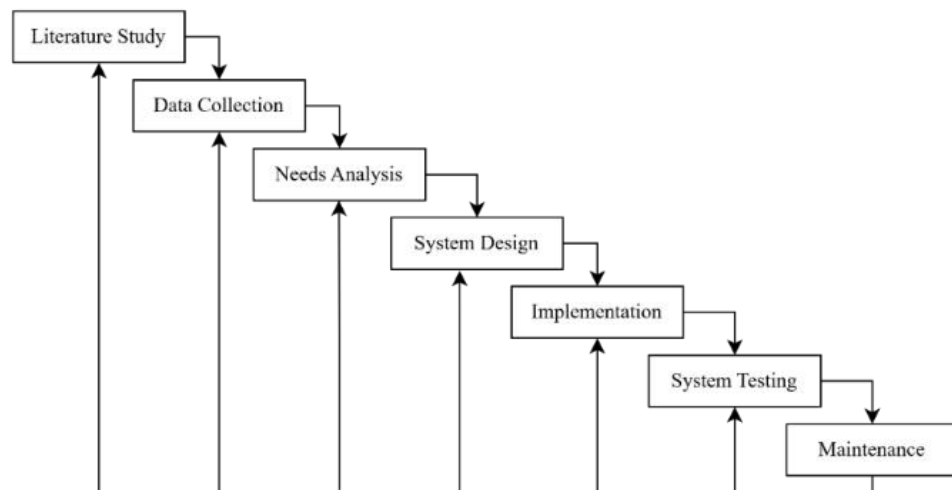 Literature Study
Data Collection
Needs Analysis
System Design
Implementation
System Testing
Maintenance